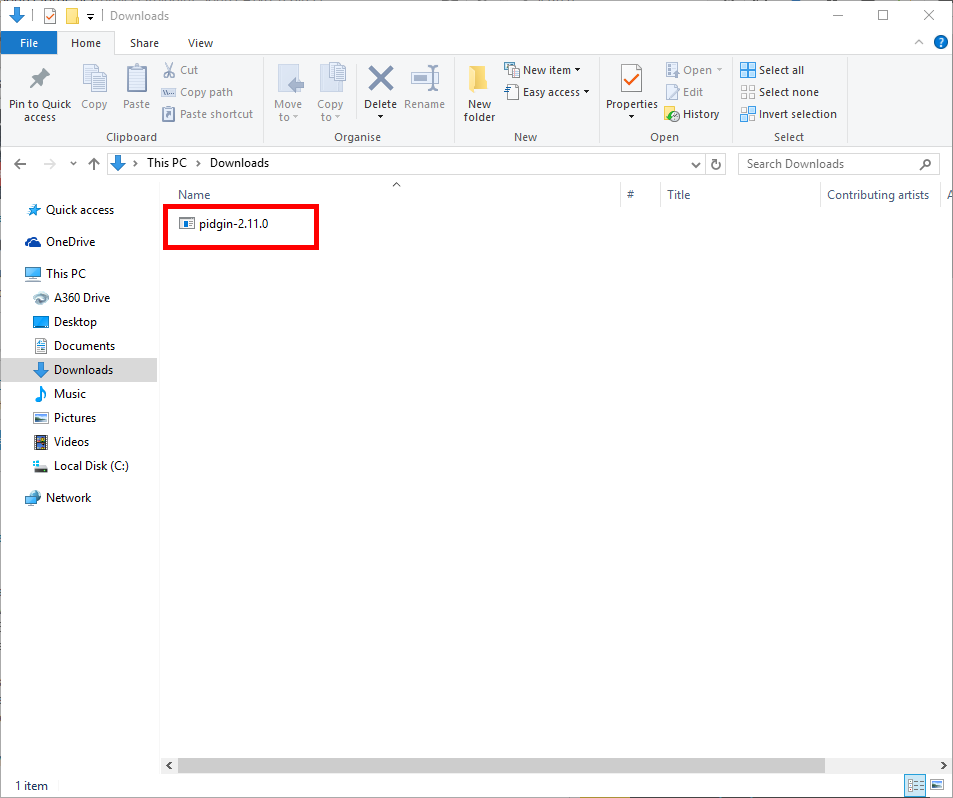 Downloads
File Home Share View
Pin to Quick access
Copy
Paste
Cut
Copy path
Paste shortcut
Clipboard
Move to
Copy to
Delete
Rename
Organise
New folder
New item
Easy access
New
Properties
Open
Edit
History
Open
Select all
Select none
Invert selection
Select
This PC > Downloads
Search Downloads
Name # Title Contributing artists A
pidgin-2.11.0
Quick access
OneDrive
This PC
A360 Drive
Desktop
Documents
Downloads
Music
Pictures
Videos
Local Disk (C:)
Network
1 item